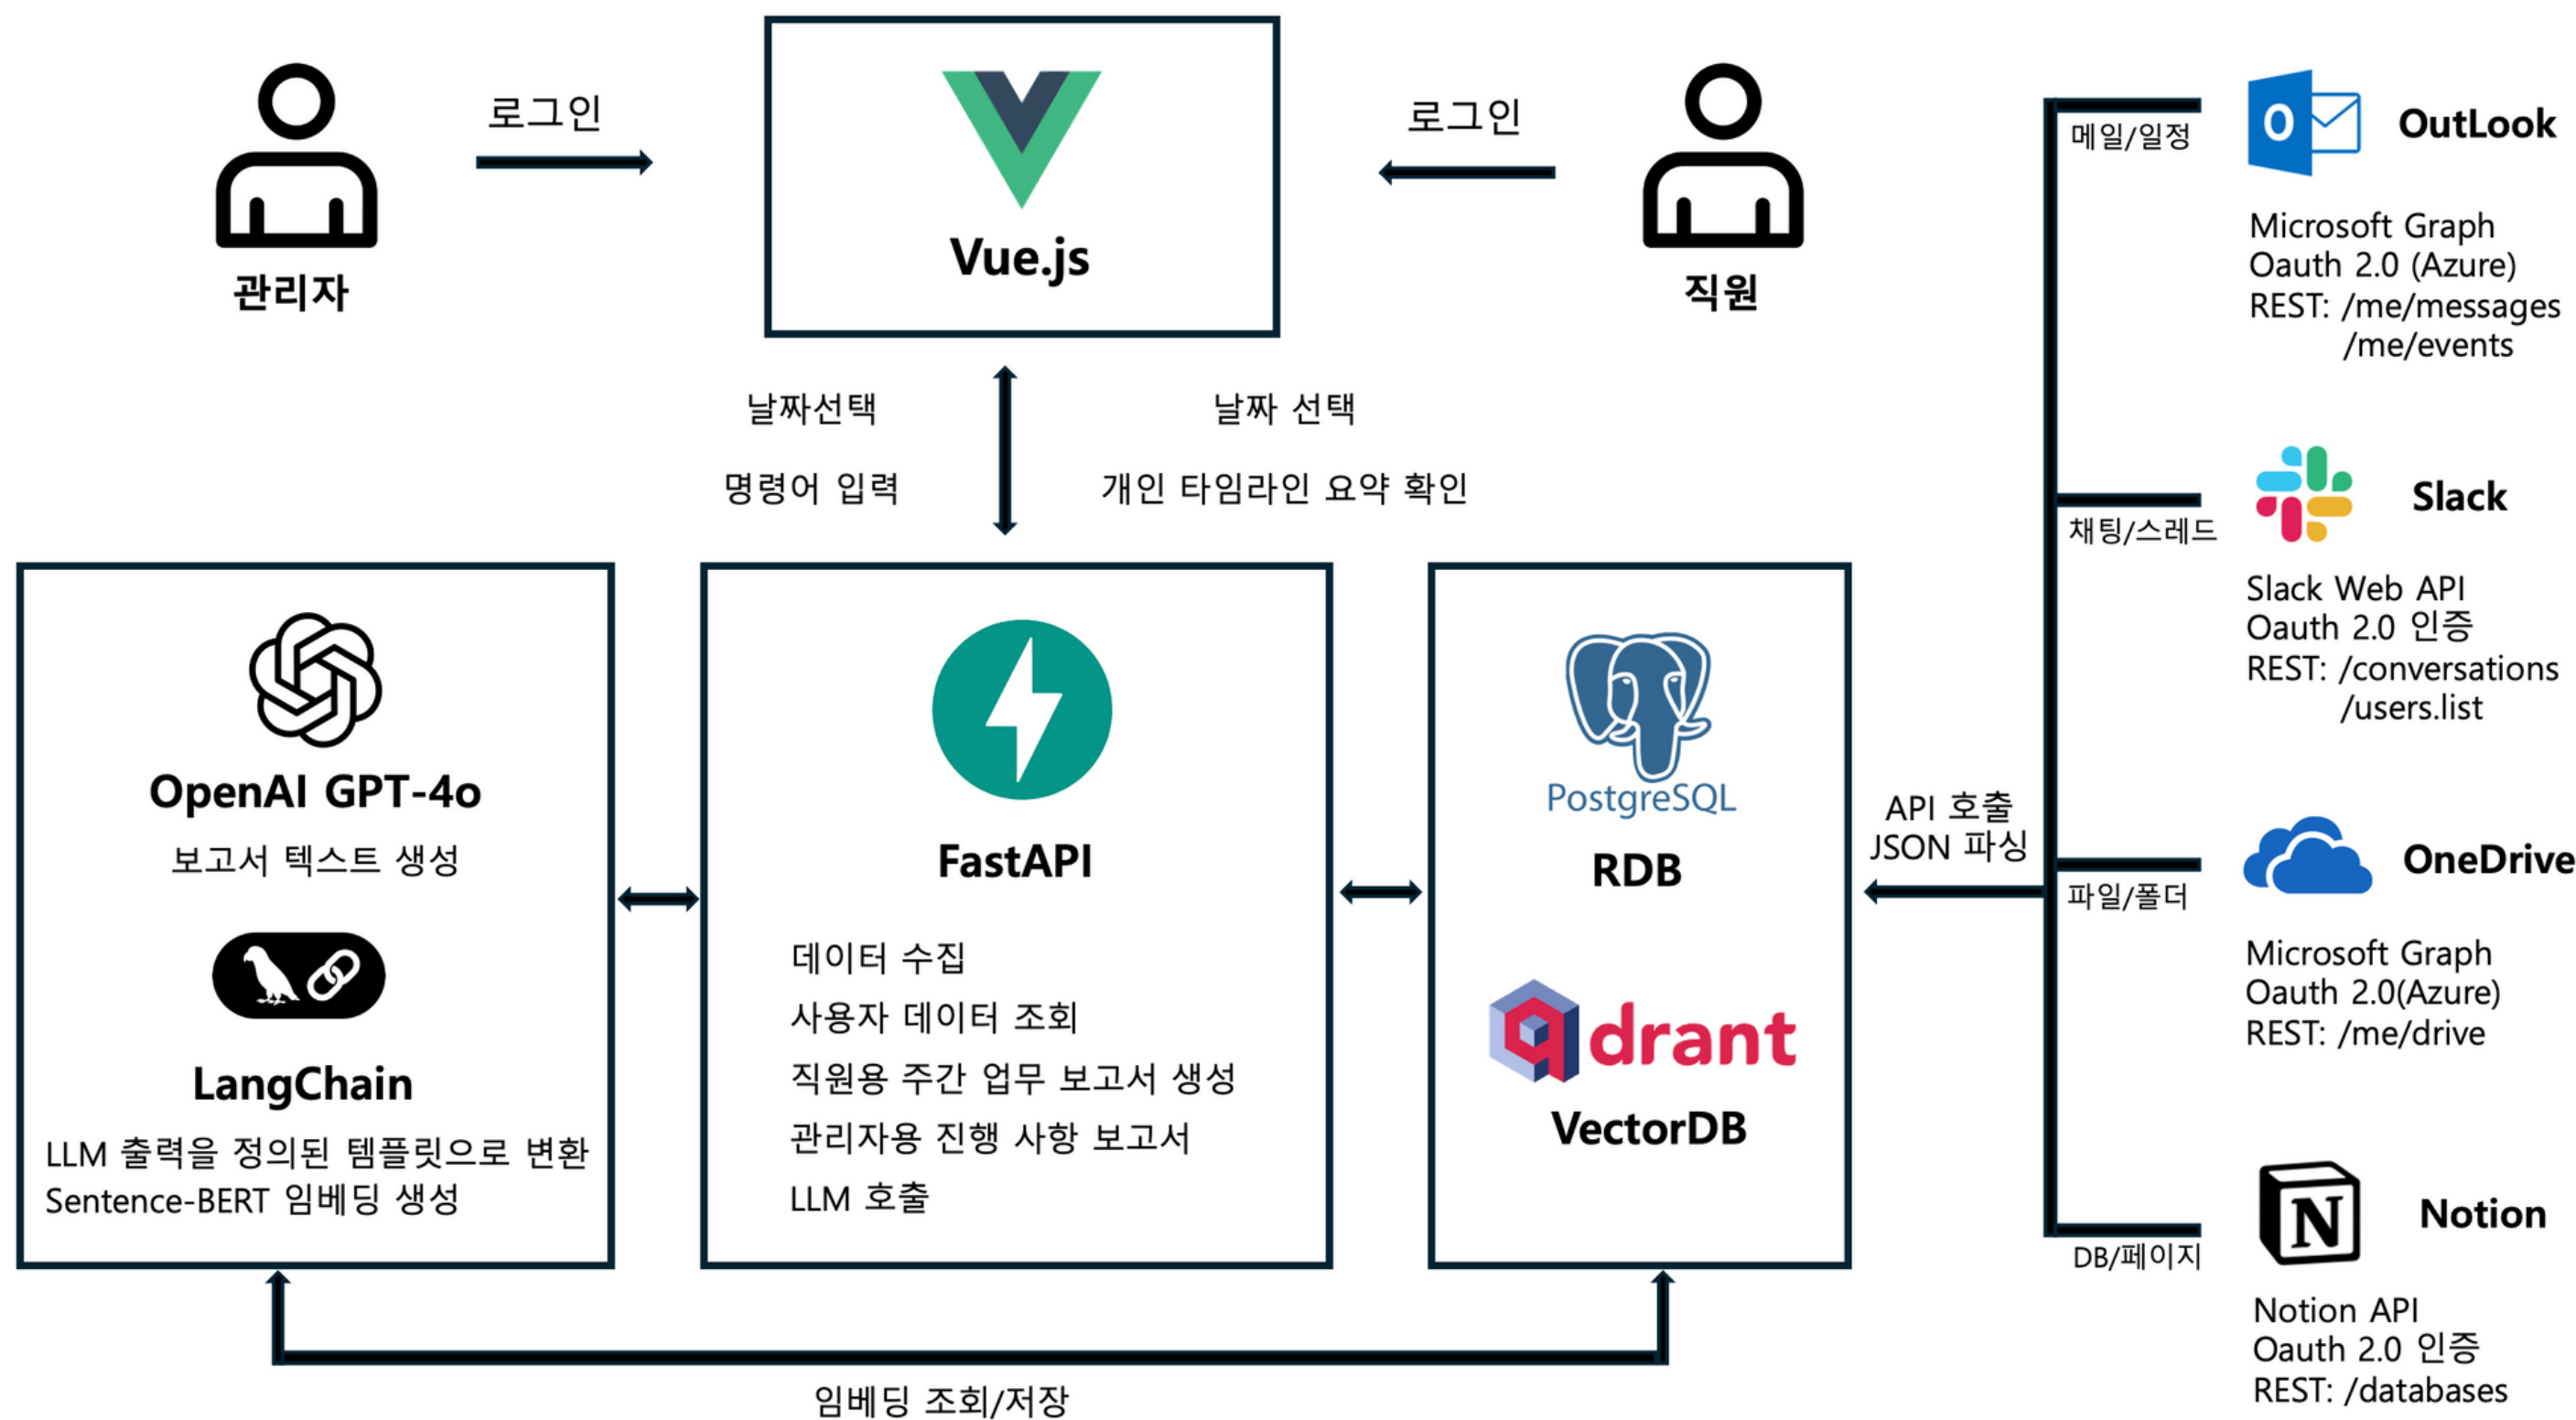 로그인
관리자
Vue.js
로그인
직원
날짜선택
명령어 입력
날짜 선택
개인 타임라인 요약 확인
OpenAI GPT-4o
보고서 텍스트 생성
LangChain
LLM 출력을 정의된 템플릿으로 변환
Sentence-BERT 임베딩 생성
FastAPI
데이터 수집
사용자 데이터 조회
직원용 주간 업무 보고서 생성
관리자용 진행 사항 보고서
LLM 호출
PostgreSQL
RDB
qdrant
VectorDB
임베딩 조회/저장
API 호출
JSON 파싱
메일/일정
OutLook
Microsoft Graph
Oauth 2.0 (Azure)
REST: /me/messages
/me/events
채팅/스레드
Slack
Slack Web API
Oauth 2.0 인증
REST: /conversations
/users.list
파일/폴더
OneDrive
Microsoft Graph
Oauth 2.0(Azure)
REST: /me/drive
DB/페이지
Notion
Notion API
Oauth 2.0 인증
REST: /databases